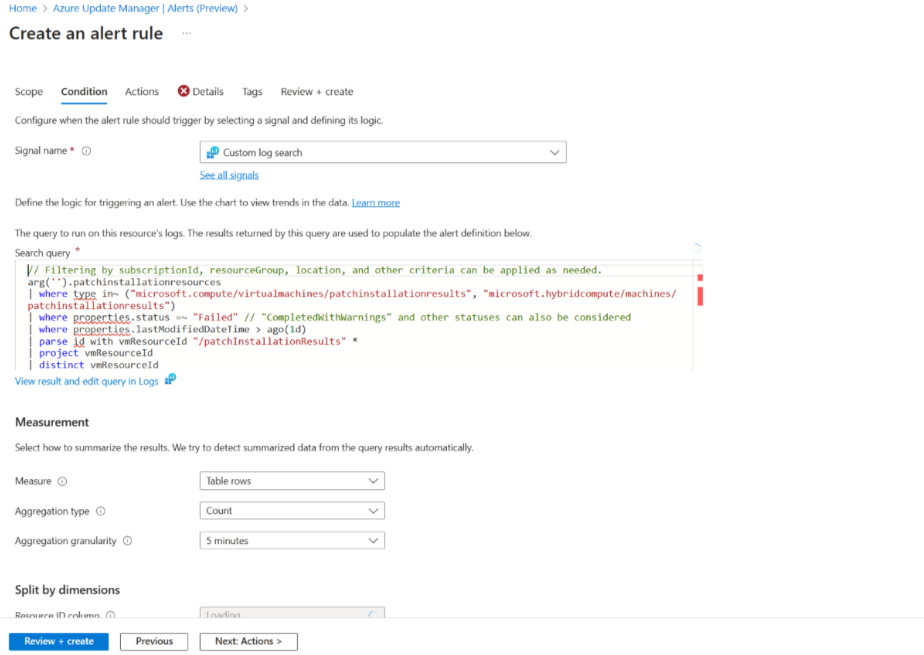 Home > Azure Update Manager | Alerts (Preview) >
Create an alert rule ...
Scope Condition Actions Details Tags Review + create
Configure when the alert rule should trigger by selecting a signal and defining its logic.
Signal name * Custom log search
See all signals
Define the logic for triggering an alert. Use the chart to view trends in the data. Learn more
The query to run on this resource's logs. The results returned by this query are used to populate the alert definition below.
Search query *
// Filtering by subscriptionId, resourceGroup, location, and other criteria can be applied as needed.
arg('').patchinstallationresources
| where type in~ ("microsoft.compute/virtualmachines/patchinstallationresults", "microsoft.hybridcompute/machines/
patchinstallationresults")
| where properties.status =~ "Failed" // "CompletedWithWarnings" and other statuses can also be considered
| where properties.lastModifiedDateTime > ago(1d)
| parse id with vmResourceId "/patchInstallationResults" *
| project vmResourceId
| distinct vmResourceId
View result and edit query in Logs
Measurement
Select how to summarize the results. We try to detect summarized data from the query results automatically.
Measure Table rows
Aggregation type Count
Aggregation granularity 5 minutes
Split by dimensions
Resource ID column Loading
Review + create Previous Next: Actions >